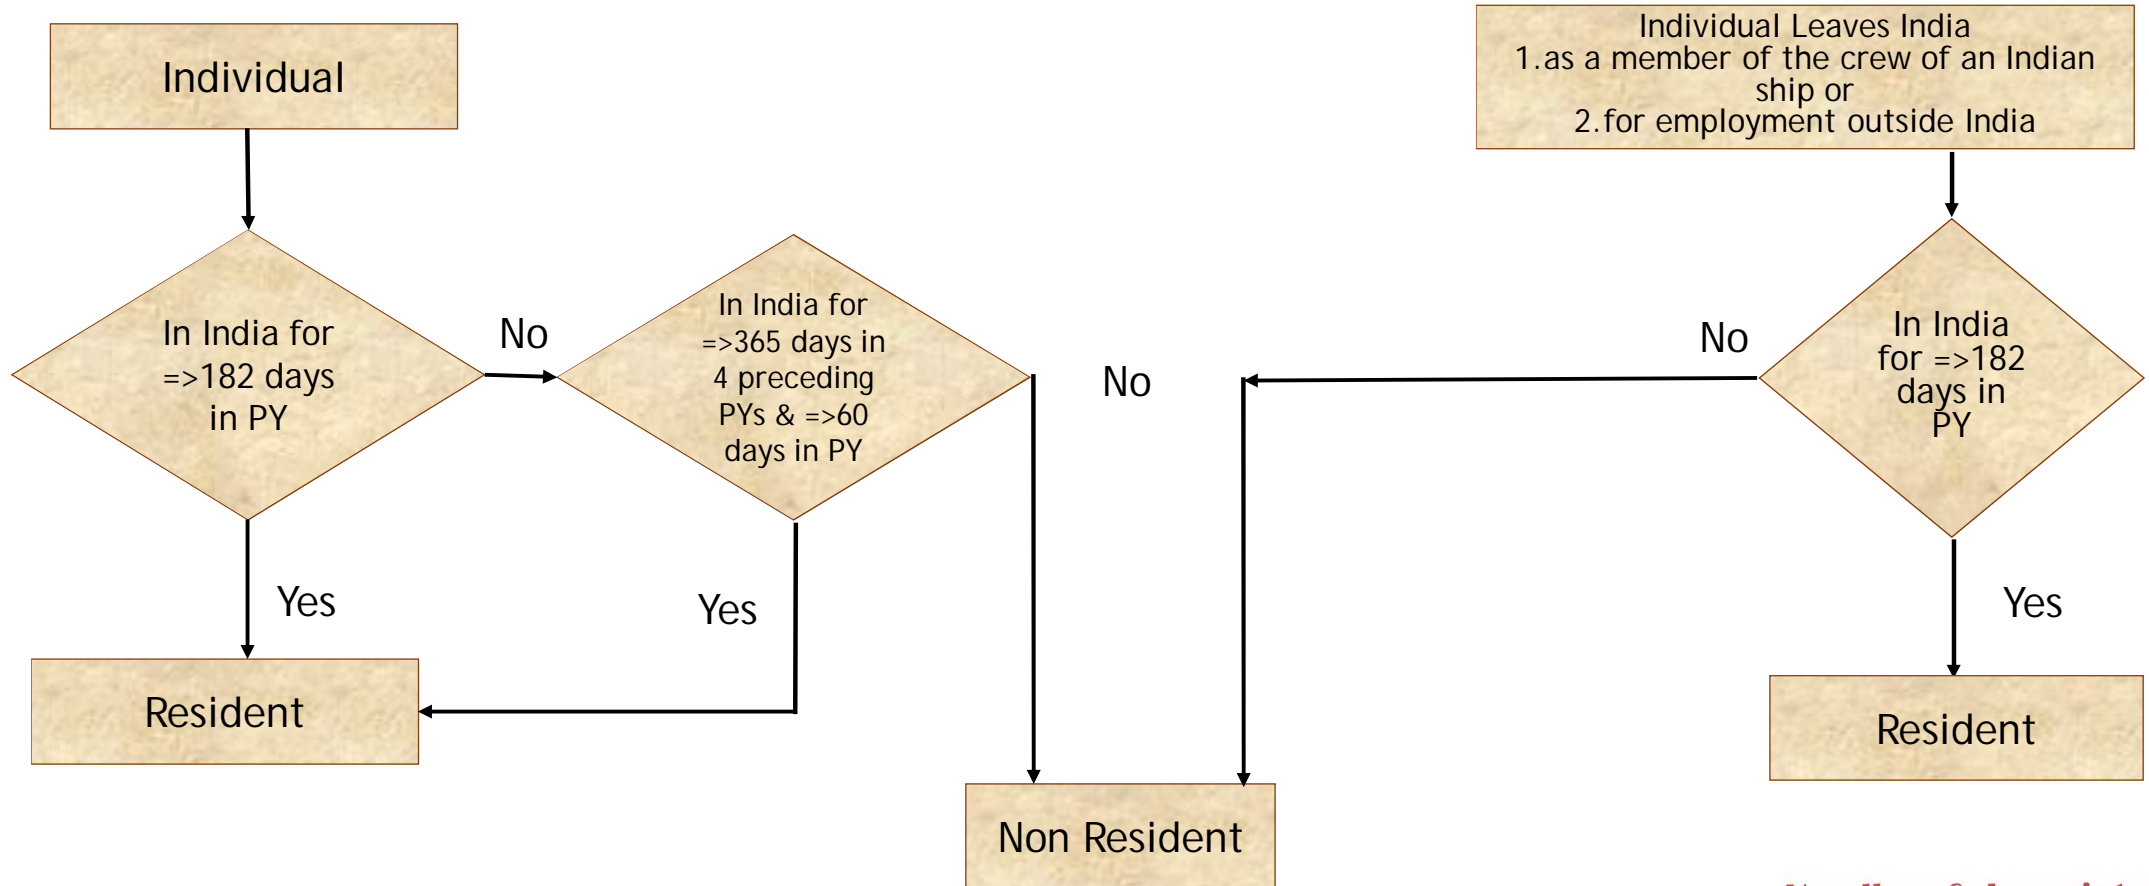 Individual
Individual Leaves India
1.as a member of the crew of an Indian
ship or
2.for employment outside India
In India for
=>182 days
in PY
No
In India for
=>365 days in
4 preceding
PYs & =>60
days in PY
No
No
In India
for =>182
days in
PY
Yes
Yes
Yes
Resident
Resident
Non Resident